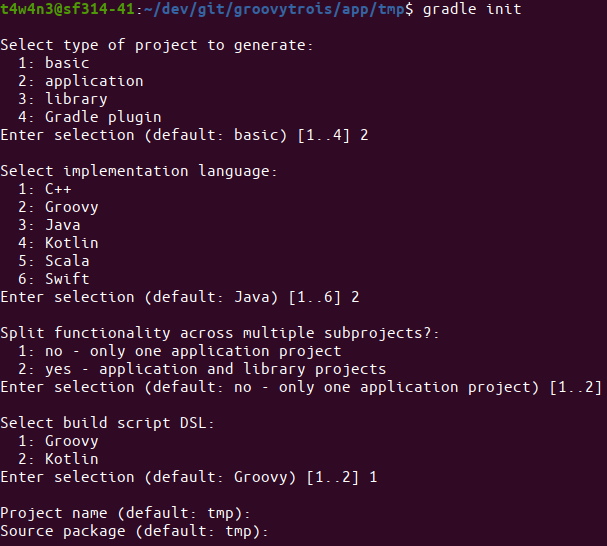 t4w4n3@sf314-41:~/dev/git/groovytrois/app/tmp$ gradle init
Select type of project to generate:
1: basic
2: application
3: library
4: Gradle plugin
Enter selection (default: basic) [1..4] 2
Select implementation language:
1: C++
2: Groovy
3: Java
4: Kotlin
5: Scala
6: Swift
Enter selection (default: Java) [1..6] 2
Split functionality across multiple subprojects?:
1: no - only one application project
2: yes - application and library projects
Enter selection (default: no - only one application project) [1..2]
Select build script DSL:
1: Groovy
2: Kotlin
Enter selection (default: Groovy) [1..2] 1
Project name (default: tmp):
Source package (default: tmp):